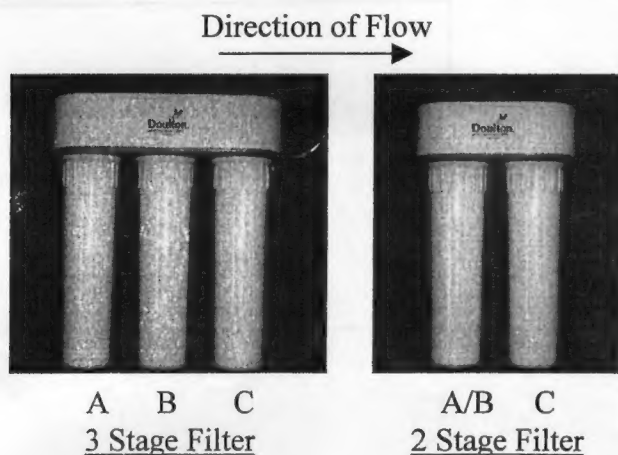 Direction of Flow
Doulton
Doulton
A B C
A/B C
3 Stage Filter
2 Stage Filter